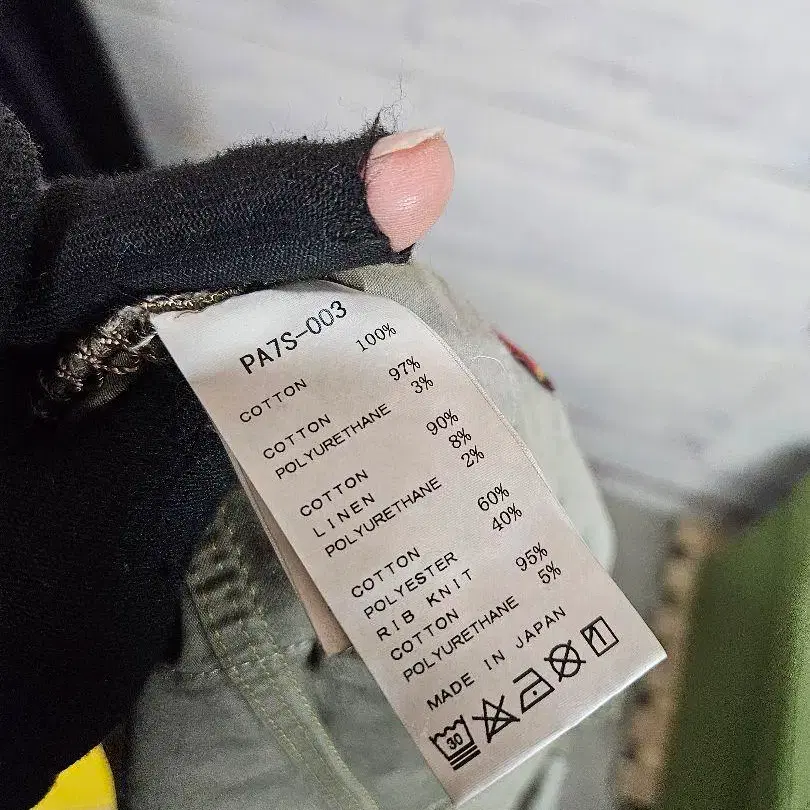 PA7S-003
COTTON 100%
COTTON 97%
POLYURETHANE 3%
COTTON 90%
LINEN 8%
POLYURETHANE 2%
COTTON 60%
POLYESTER 40%
RIB KNIT
COTTON 95%
POLYURETHANE 5%
MADE IN JAPAN
30